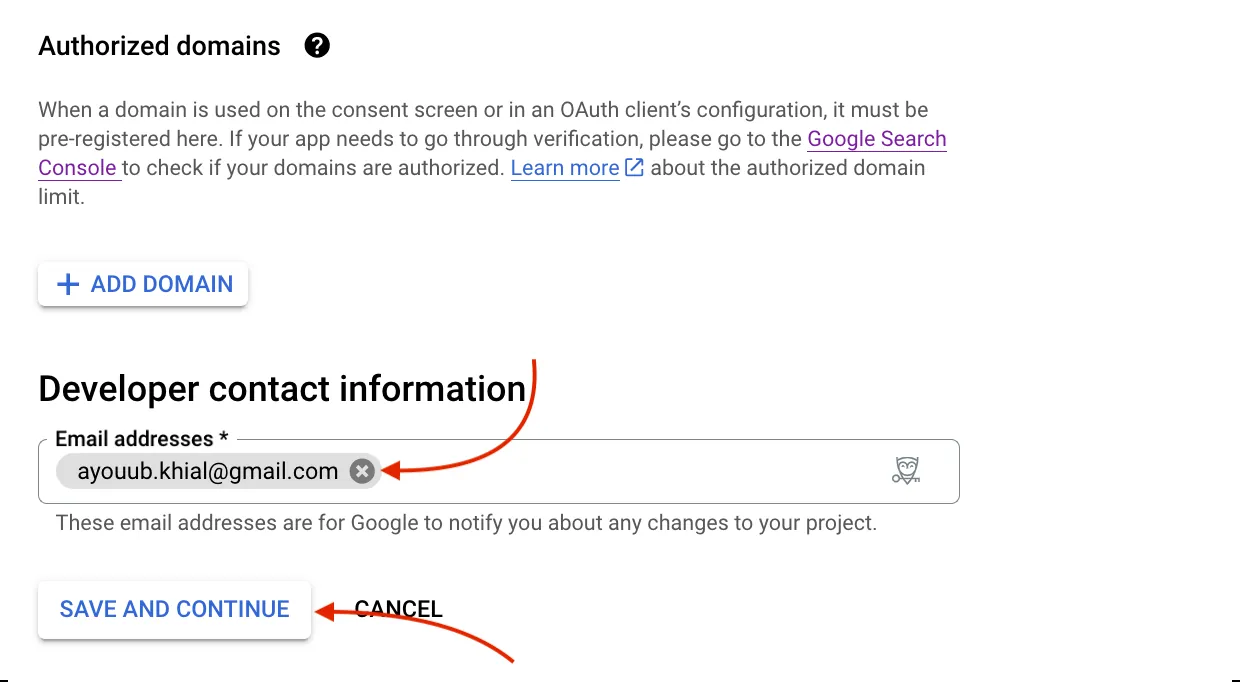 Authorized domains ?
When a domain is used on the consent screen or in an OAuth client’s configuration, it must be
pre-registered here. If your app needs to go through verification, please go to the Google Search
Console to check if your domains are authorized. Learn more about the authorized domain
limit.
+ ADD DOMAIN
Developer contact information
Email addresses *
ayouub.khial@gmail.com
These email addresses are for Google to notify you about any changes to your project.
SAVE AND CONTINUE CANCEL